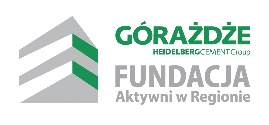 GÓRAŻDŻE
HEIDELBERGCEMENT Group
FUNDACJA
Aktywni w Regionie